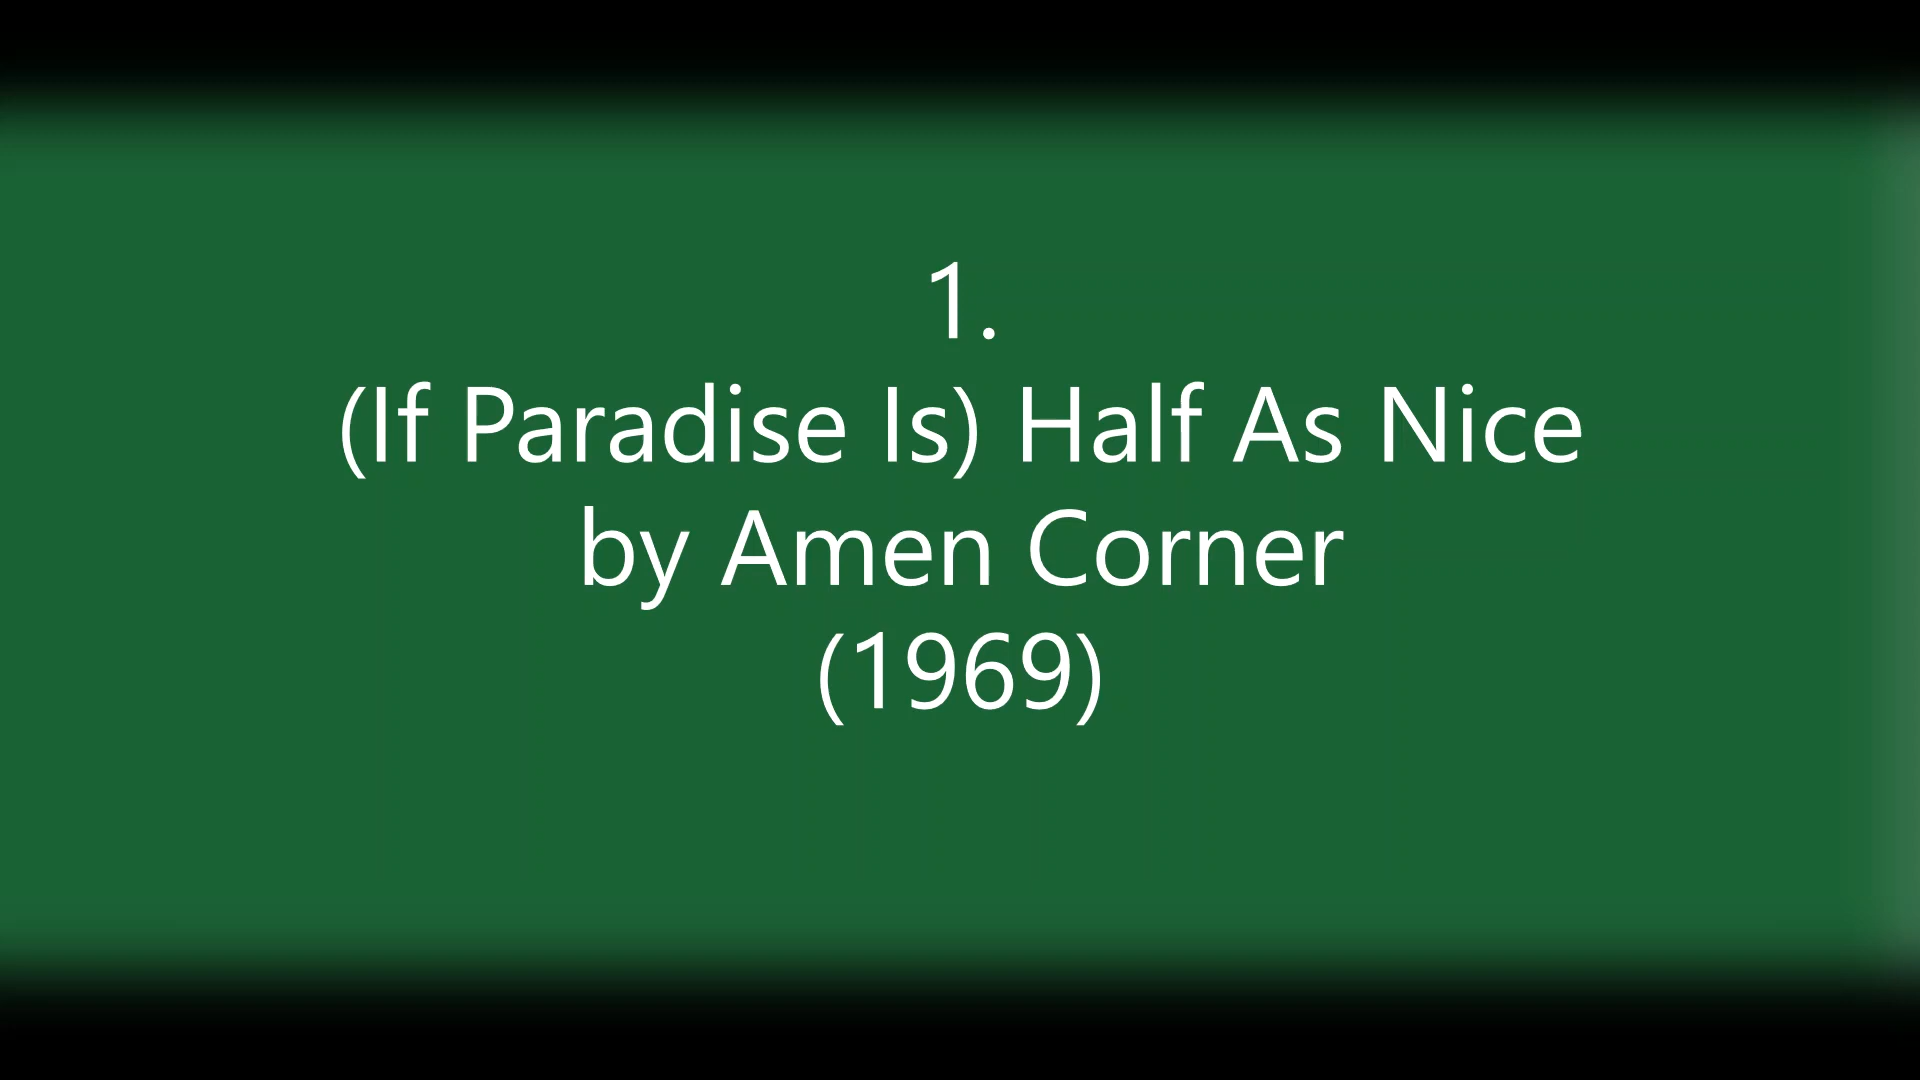 1.
(If Paradise Is) Half As Nice
by Amen Corner
(1969)